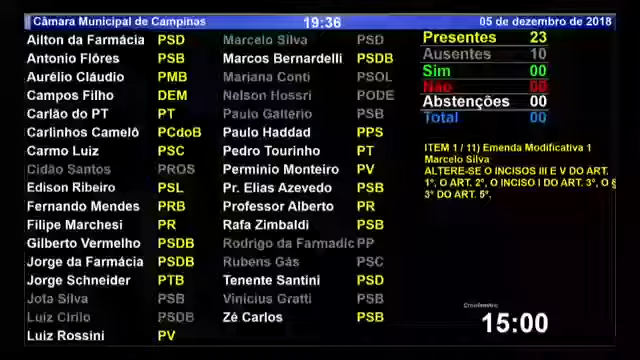 Câmara Municipal de Campinas 19:36 05 de dezembro de 2018
Ailton da Farmácia PSD Marcelo Silva PSD
Antonio Flôres PSB Marcos Bernardelli PSDB
Aurélio Cláudio PMB Mariana Conti PSOL
Campos Filho DEM Nelson Hossri PODE
Carlão do PT PT Paulo Galterio PSB
Carlinhos Camelô PCdoB Paulo Haddad PPS
Carmo Luiz PSC Pedro Tourinho PT
Cidão Santos PROS Permínio Monteiro PV
Edison Ribeiro PSL Pr. Elias Azevedo PSB
Fernando Mendes PRB Professor Alberto PR
Filipe Marchesi PR Rafa Zimbaldi PSB
Gilberto Vermelho PSDB Rodrigo da Farmadic PP
Jorge da Farmácia PSDB Rubens Gás PSC
Jorge Schneider PTB Tenente Santini PSD
Jota Silva PSB Vinicius Gratti PSB
Luiz Cirilo PSDB Zé Carlos PSB
Luiz Rossini PV
Presentes 23
Ausentes 10
Sim 00
Não 00
Abstenções 00
Total 00
ITEM 1 / 11) Emenda Modificativa 1
Marcelo Silva
ALTERE-SE O INCISOS III E V DO ART.
1º, O ART. 2º, O INCISO I DO ART. 3º, O §
3º DO ART. 5º.
Cronômetro
15:00